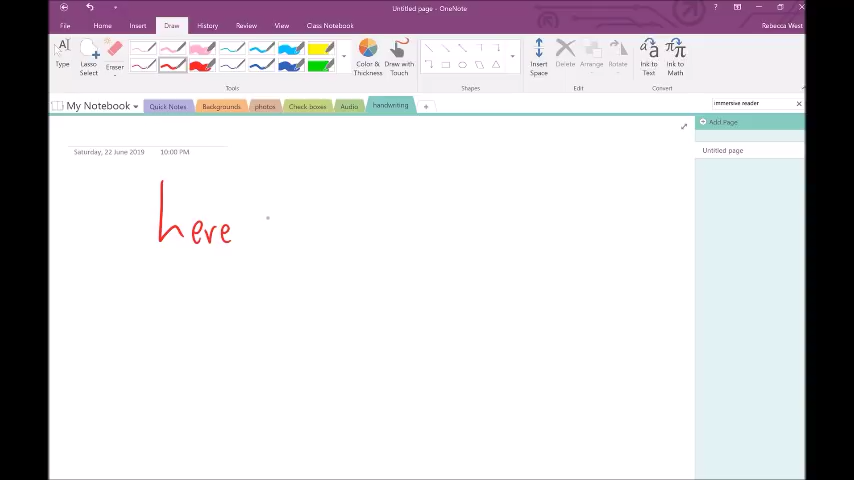 Untitled page - OneNote
Rebecca West
File Home Insert Draw History Review View Class Notebook
Type
Lasso Select
Eraser
Color & Thickness
Draw with Touch
Insert Space
Delete
Arrange
Rotate
Ink to Text
Ink to Math
Tools Shapes Edit Convert
My Notebook Quick Notes Backgrounds photos Check boxes Audio handwriting
immersive reader
Add Page
Untitled page
Saturday, 22 June 2019 10:00 PM
here